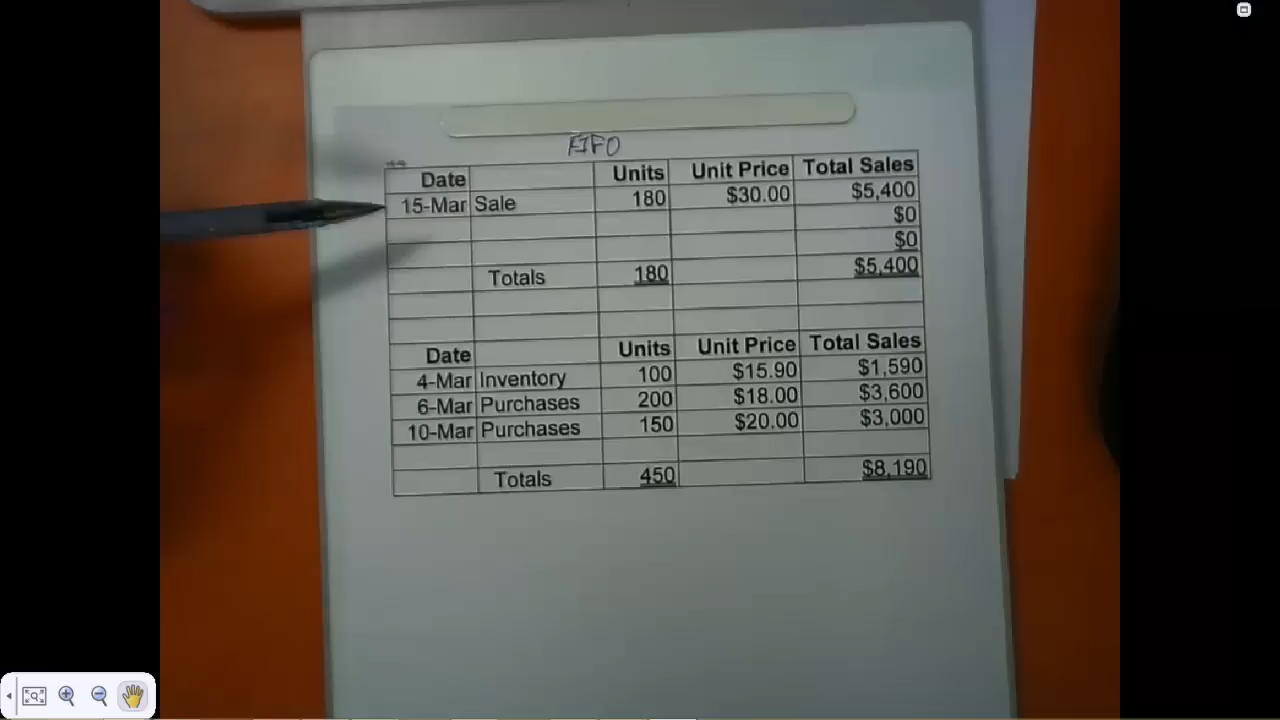 FIFO
Date Units Unit Price Total Sales
15-Mar Sale 180 $30.00 $5,400
$0
$0
Totals 180 $5,400
Date Units Unit Price Total Sales
4-Mar Inventory 100 $15.90 $1,590
6-Mar Purchases 200 $18.00 $3,600
10-Mar Purchases 150 $20.00 $3,000
Totals 450 $8,190